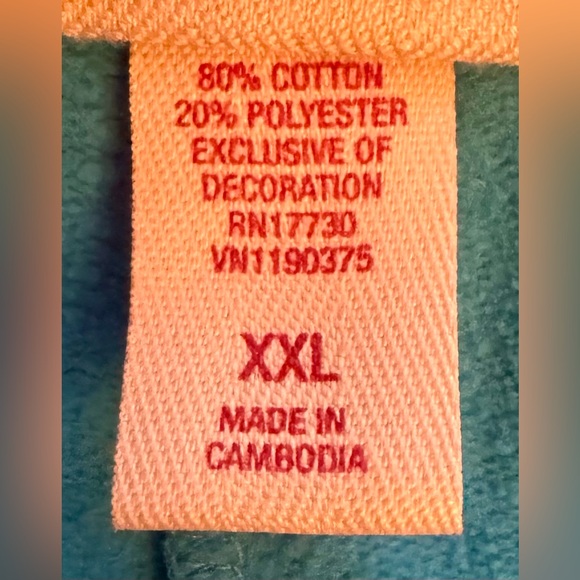 80% COTTON
20% POLYESTER
EXCLUSIVE OF
DECORATION
RN17730
VN1190375
XXL
MADE IN
CAMBODIA